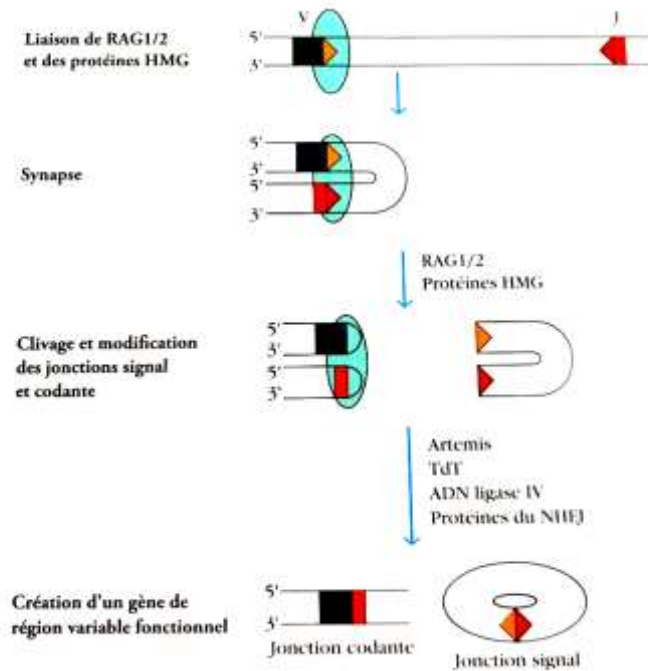 V
J
Liaison de RAG1/2
et des protéines HMG
5'
3'
Synapse
5'
3'
5'
3'
RAG1/2
Protéines HMG
Clivage et modification
des jonctions signal
et codante
5'
3'
5'
3'
Artemis
TdT
ADN ligase IV
Protéines du NHEJ
Création d'un gène de
région variable fonctionnel
5'
3'
Jonction codante
Jonction signal